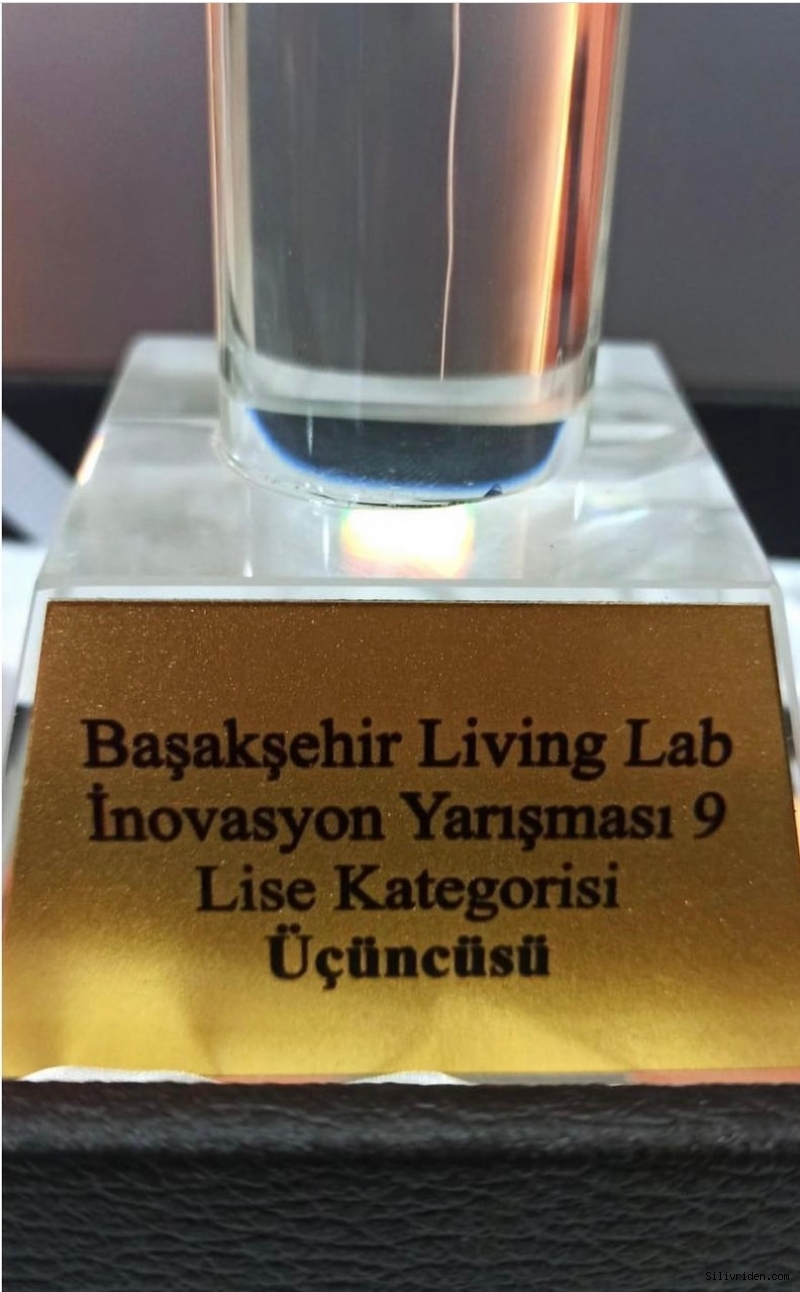 Başakşehir Living Lab
İnovasyon Yarışması 9
Lise Kategorisi
Üçüncüsü
Silivriden.com